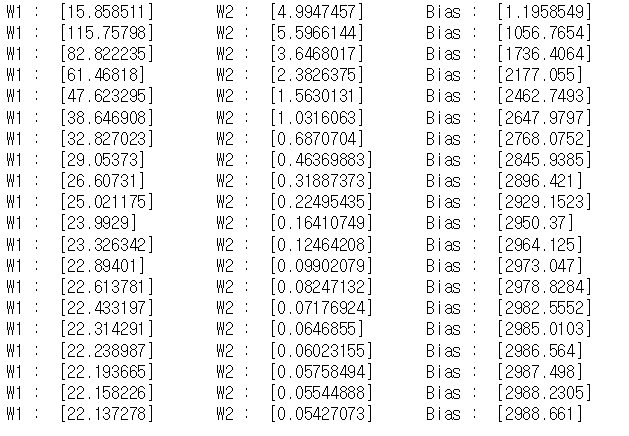 W1 : [15.858511] W2 : [4.9947457] Bias : [1.1958549]
W1 : [115.75798] W2 : [5.5966144] Bias : [1056.7654]
W1 : [82.822235] W2 : [3.6468017] Bias : [1736.4064]
W1 : [61.46818] W2 : [2.3826375] Bias : [2177.055]
W1 : [47.623295] W2 : [1.5630131] Bias : [2462.7493]
W1 : [38.646908] W2 : [1.0316063] Bias : [2647.9797]
W1 : [32.827023] W2 : [0.6870704] Bias : [2768.0752]
W1 : [29.05373] W2 : [0.46369883] Bias : [2845.9385]
W1 : [26.60731] W2 : [0.31887373] Bias : [2896.421]
W1 : [25.021175] W2 : [0.22495435] Bias : [2929.1523]
W1 : [23.9929] W2 : [0.16410749] Bias : [2950.37]
W1 : [23.326342] W2 : [0.12464208] Bias : [2964.125]
W1 : [22.89401] W2 : [0.09902079] Bias : [2973.047]
W1 : [22.613781] W2 : [0.08247132] Bias : [2978.8284]
W1 : [22.433197] W2 : [0.07176924] Bias : [2982.5552]
W1 : [22.314291] W2 : [0.0646855] Bias : [2985.0103]
W1 : [22.238987] W2 : [0.06023155] Bias : [2986.564]
W1 : [22.193665] W2 : [0.05758494] Bias : [2987.498]
W1 : [22.158226] W2 : [0.05544888] Bias : [2988.2305]
W1 : [22.137278] W2 : [0.05427073] Bias : [2988.661]